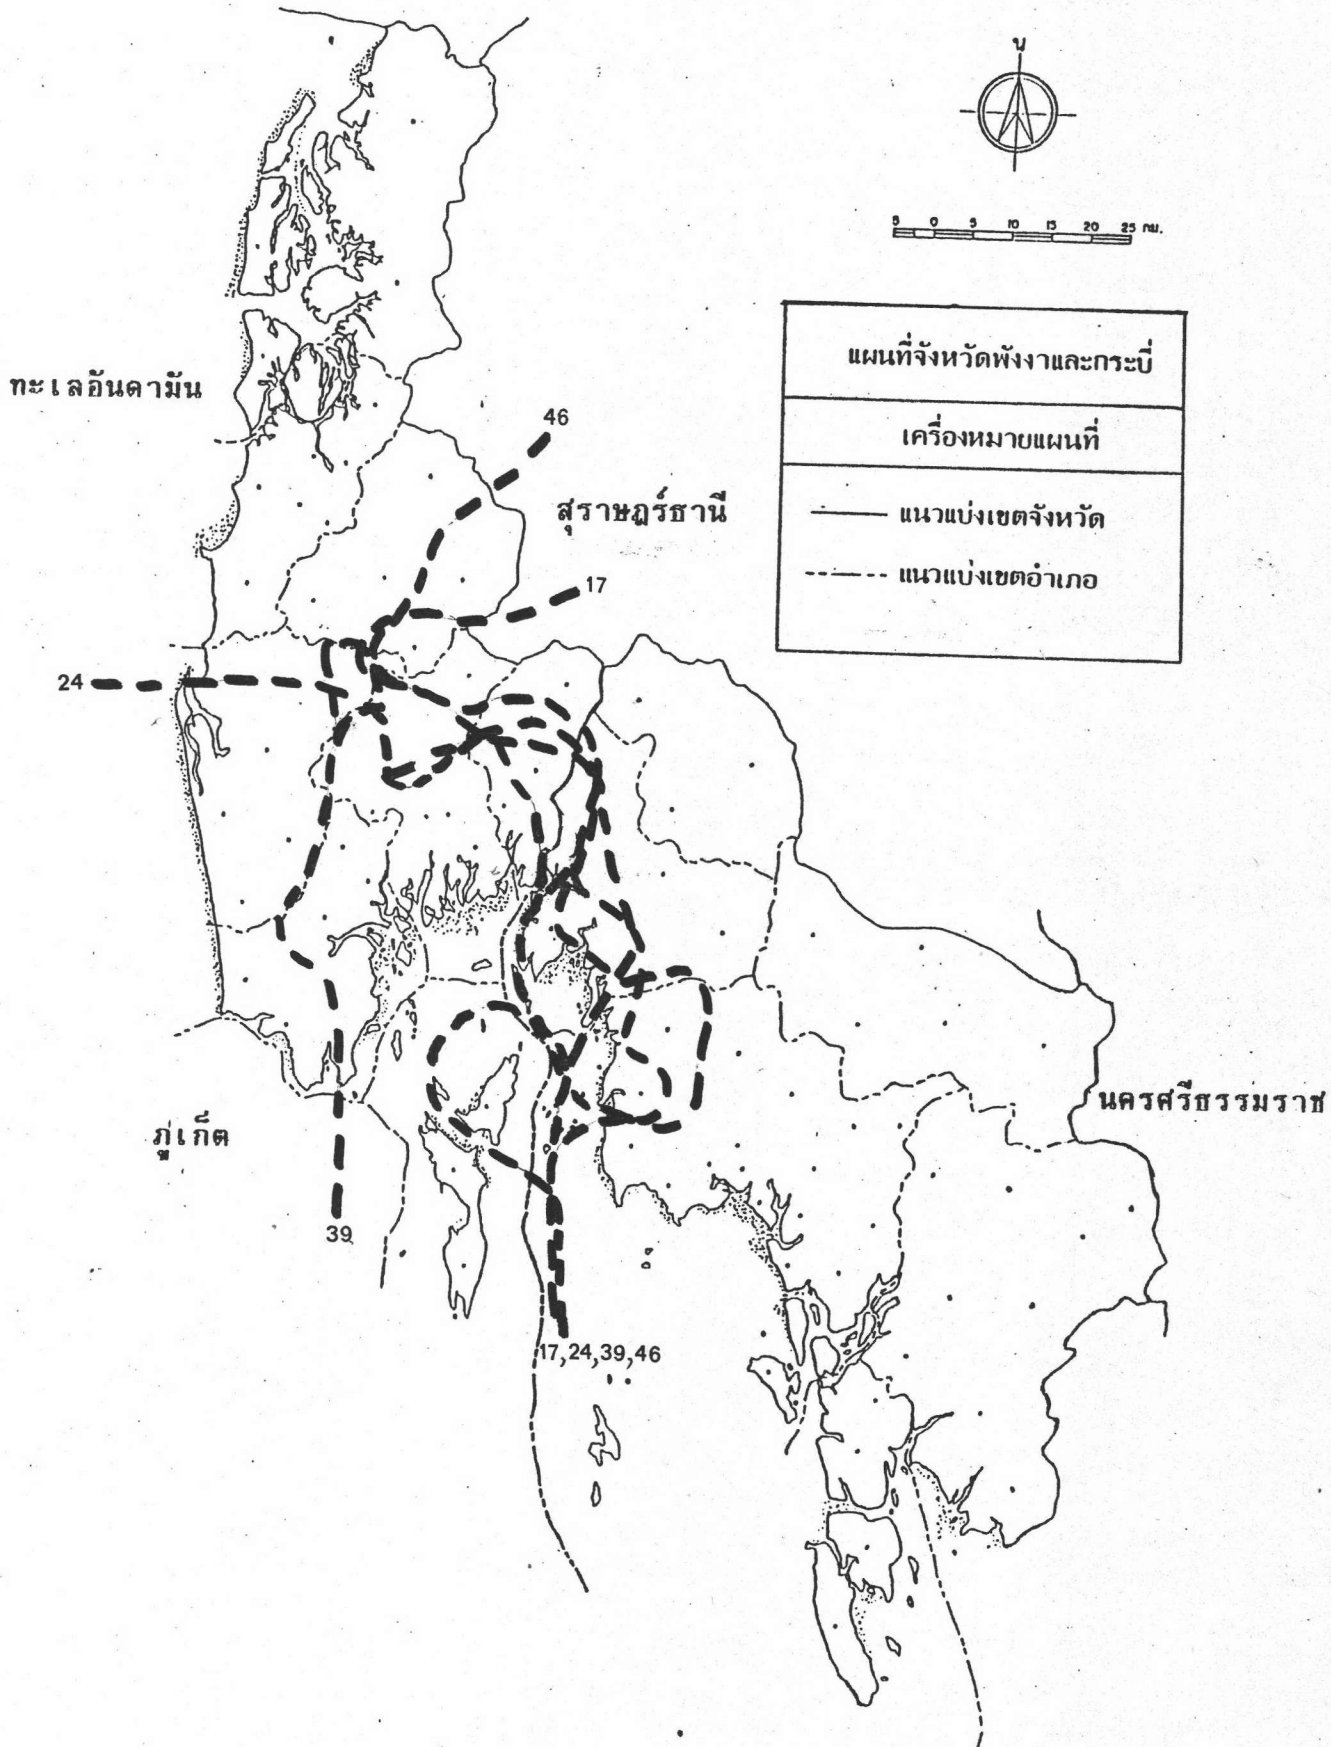 น
5 0 5 10 15 20 25 กม.
แผนที่จังหวัดพังงาและกระบี่
เครื่องหมายแผนที่
แนวแบ่งเขตจังหวัด
แนวแบ่งเขตอำเภอ
ทะเลอันดามัน
46
สุราษฎร์ธานี
17
24
นครศรีธรรมราช
ภูเก็ต
39
17,24,39,46